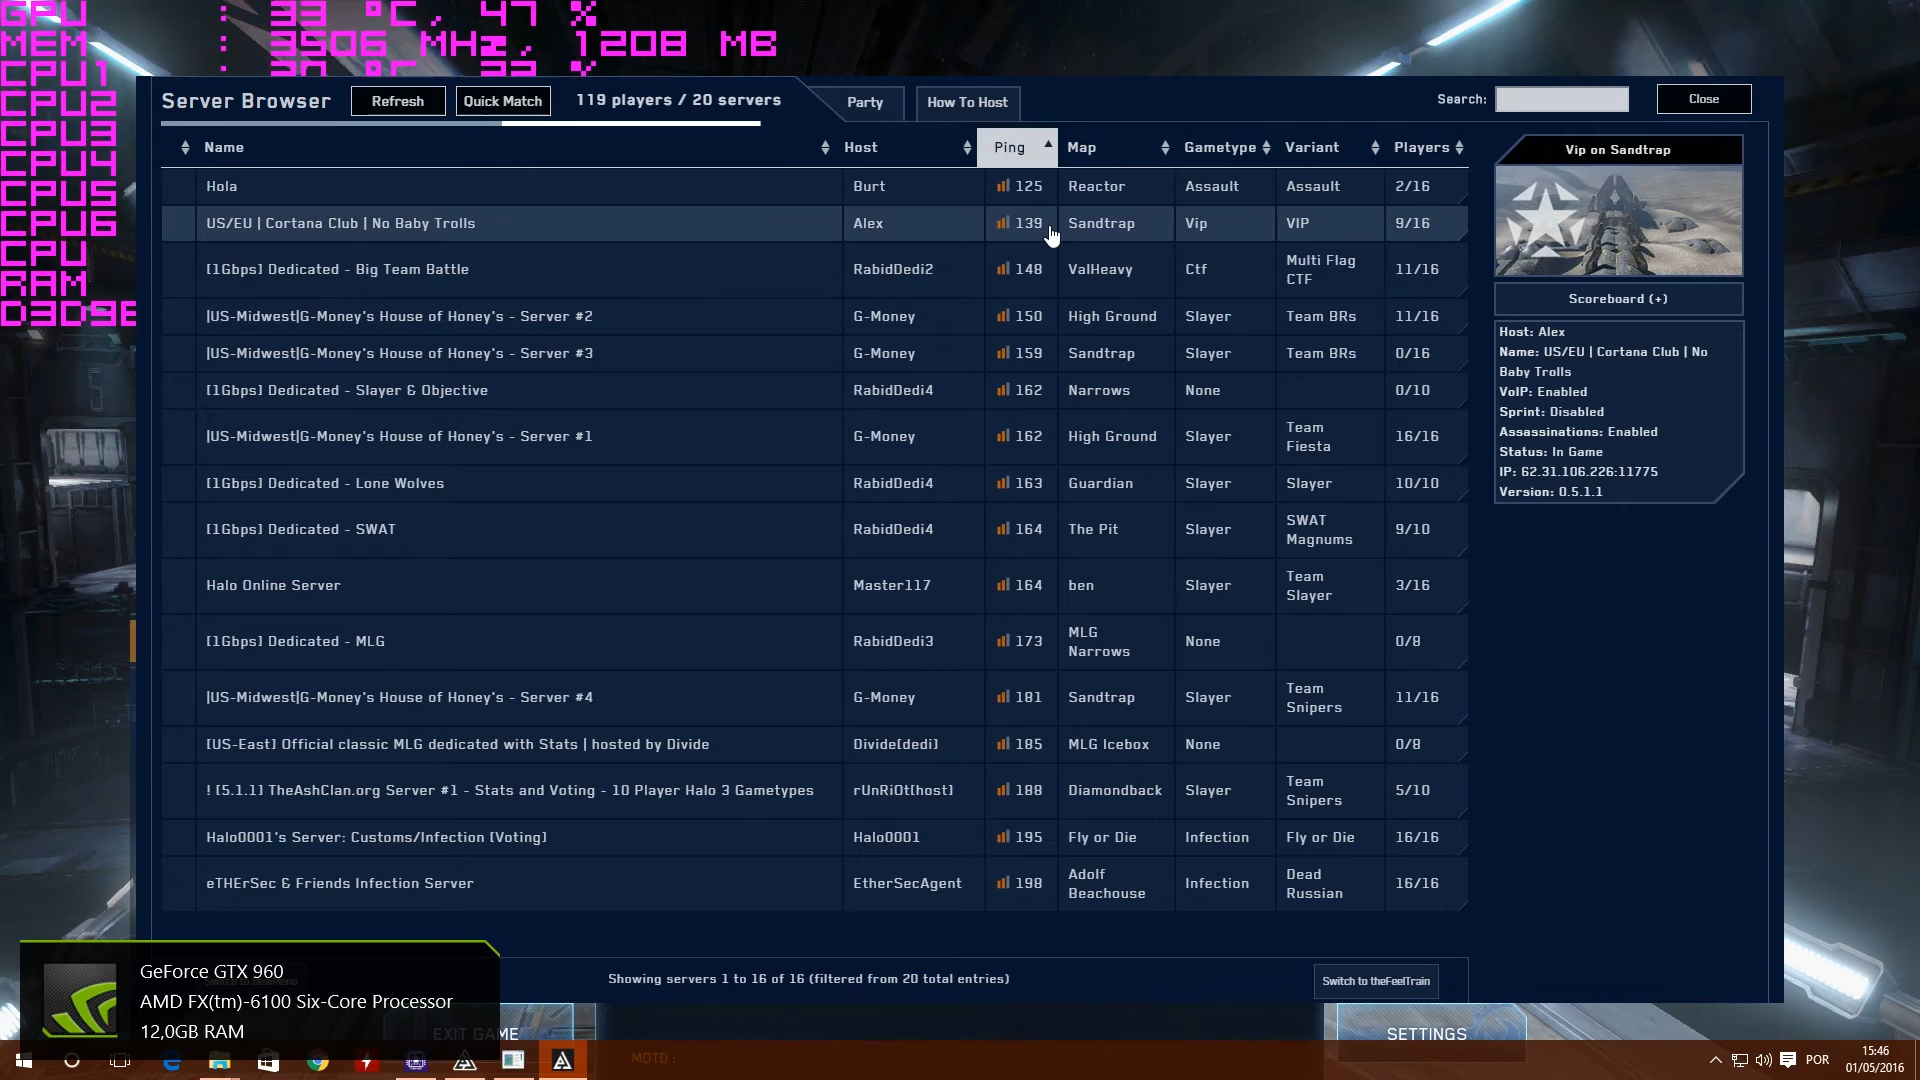 GPU : 33 °C, 47 %
MEM : 3506 MHz, 1208 MB
CPU1 : 30 °C, 33 %
CPU2
CPU3
CPU4
CPU5
CPU6
CPU
RAM
D3D9E
Server Browser
Refresh
Quick Match
119 players / 20 servers
Party
How To Host
Search:
Close
Name Host Ping Map Gametype Variant Players
Hola Burt 125 Reactor Assault Assault 2/16
US/EU | Cortana Club | No Baby Trolls Alex 139 Sandtrap Vip VIP 9/16
[1Gbps] Dedicated - Big Team Battle RabidDedi2 148 ValHeavy Ctf Multi Flag CTF 11/16
|US-Midwest|G-Money's House of Honey's - Server #2 G-Money 150 High Ground Slayer Team BRs 11/16
|US-Midwest|G-Money's House of Honey's - Server #3 G-Money 159 Sandtrap Slayer Team BRs 0/16
[1Gbps] Dedicated - Slayer & Objective RabidDedi4 162 Narrows None 0/10
|US-Midwest|G-Money's House of Honey's - Server #1 G-Money 162 High Ground Slayer Team Fiesta 16/16
[1Gbps] Dedicated - Lone Wolves RabidDedi4 163 Guardian Slayer Slayer 10/10
[1Gbps] Dedicated - SWAT RabidDedi4 164 The Pit Slayer SWAT Magnums 9/10
Halo Online Server Master117 164 ben Slayer Team Slayer 3/16
[1Gbps] Dedicated - MLG RabidDedi3 173 MLG Narrows None 0/8
|US-Midwest|G-Money's House of Honey's - Server #4 G-Money 181 Sandtrap Slayer Team Snipers 11/16
[US-East] Official classic MLG dedicated with Stats | hosted by Divide Divide[dedi] 185 MLG Icebox None 0/8
! [5.1.1] TheAshClan.org Server #1 - Stats and Voting - 10 Player Halo 3 Gametypes rUnRiOt[host] 188 Diamondback Slayer Team Snipers 5/10
Halo0001's Server: Customs/Infection [Voting] Halo0001 195 Fly or Die Infection Fly or Die 16/16
eTHErSec & Friends Infection Server EtherSecAgent 198 Adolf Beachouse Infection Dead Russian 16/16
Vip on Sandtrap
Scoreboard (+)
Host: Alex
Name: US/EU | Cortana Club | No
Baby Trolls
VoIP: Enabled
Sprint: Disabled
Assassinations: Enabled
Status: In Game
IP: 62.31.106.226:11775
Version: 0.5.1.1
Showing servers 1 to 16 of 16 (filtered from 20 total entries)
Switch to theFeelTrain
GeForce GTX 960
AMD FX(tm)-6100 Six-Core Processor
12,0GB RAM
EXIT GAME
SETTINGS
MOTD :
POR
15:46
01/05/2016